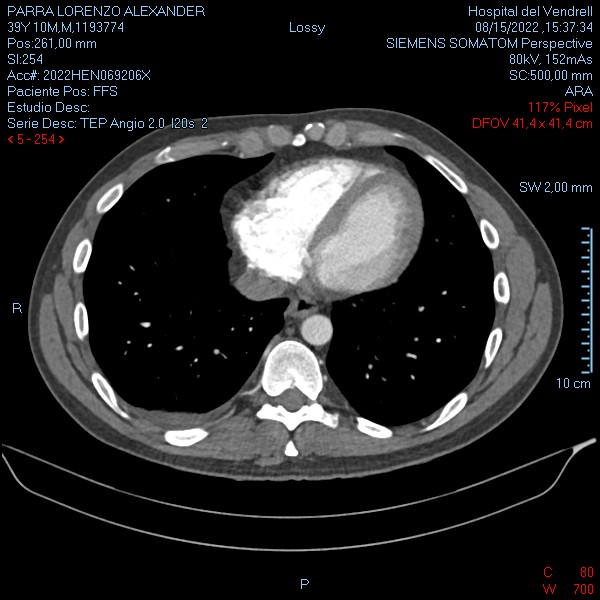 PARRA LORENZO ALEXANDER
39Y 10M,M,1193774
Pos:261,00 mm
SI:254
Acc#: 2022HEN069206X
Paciente Pos: FFS
Estudio Desc:
Serie Desc: TEP Angio 2.0 I20s 2
< 5 - 254 >
Lossy
Hospital del Vendrell
08/15/2022 ,15:37:34
SIEMENS SOMATOM Perspective
80kV, 152mAs
SC:500,00 mm
ARA
117% Pixel
DFOV 41,4 x 41,4 cm
SW 2,00 mm
R
10 cm
P
C 80
W 700